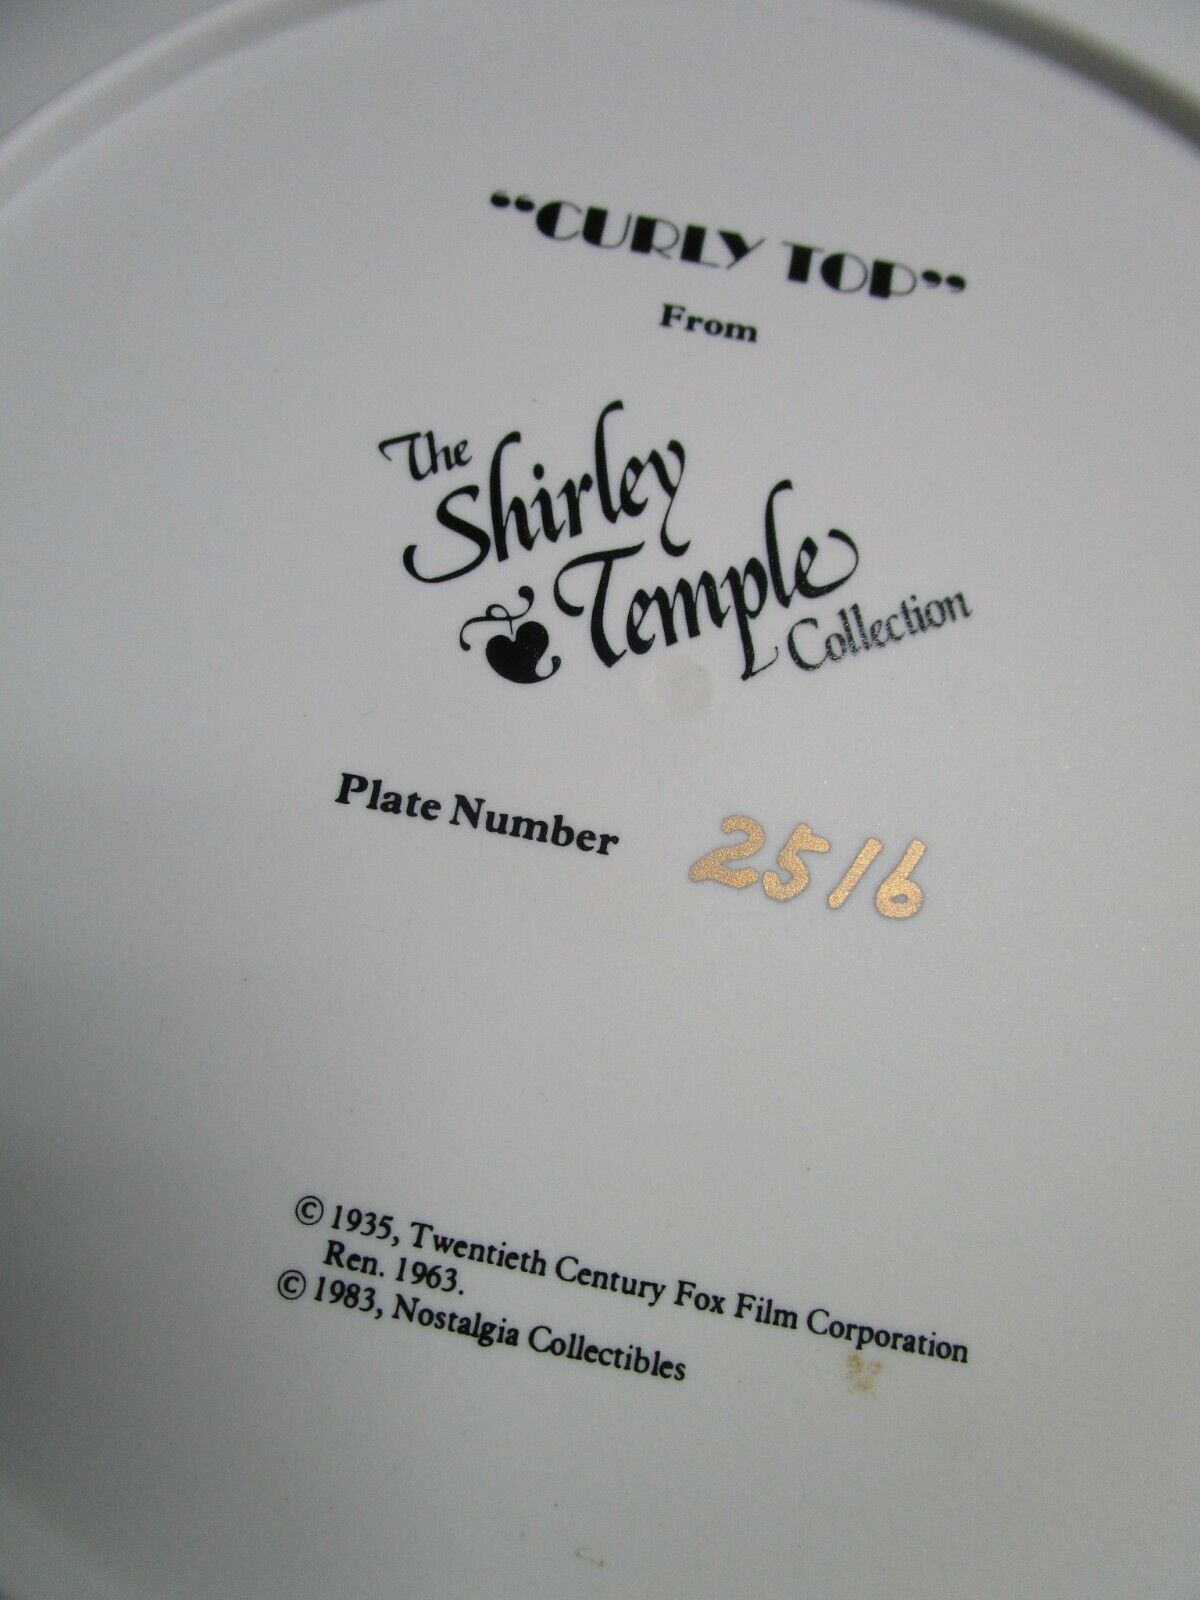 “CURLY TOP”
From
The
Shirley
Temple
Collection
Plate Number 2516
© 1935, Twentieth Century Fox Film Corporation
Ren. 1963.
© 1983, Nostalgia Collectibles